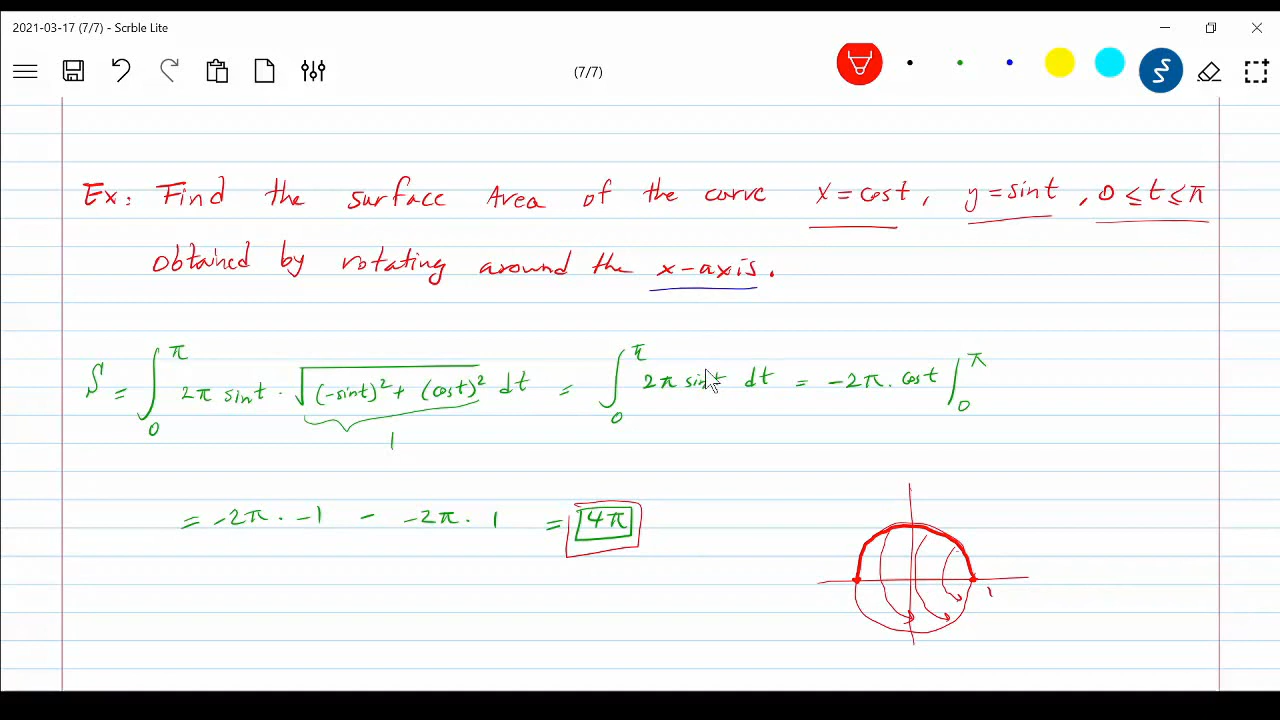 2021-03-17 (7/7) - Scrble Lite
(7/7)
Ex: Find the surface Area of the curve x = cost, y = sint, 0 ≤ t ≤ π
obtained by rotating around the x-axis.
S = ∫₀^π 2π sint · √((-sint)² + (cost)²) dt = ∫₀^π 2π sint dt = -2π. cost |₀^π
1
= -2π · -1 - -2π · 1 = 4π
1